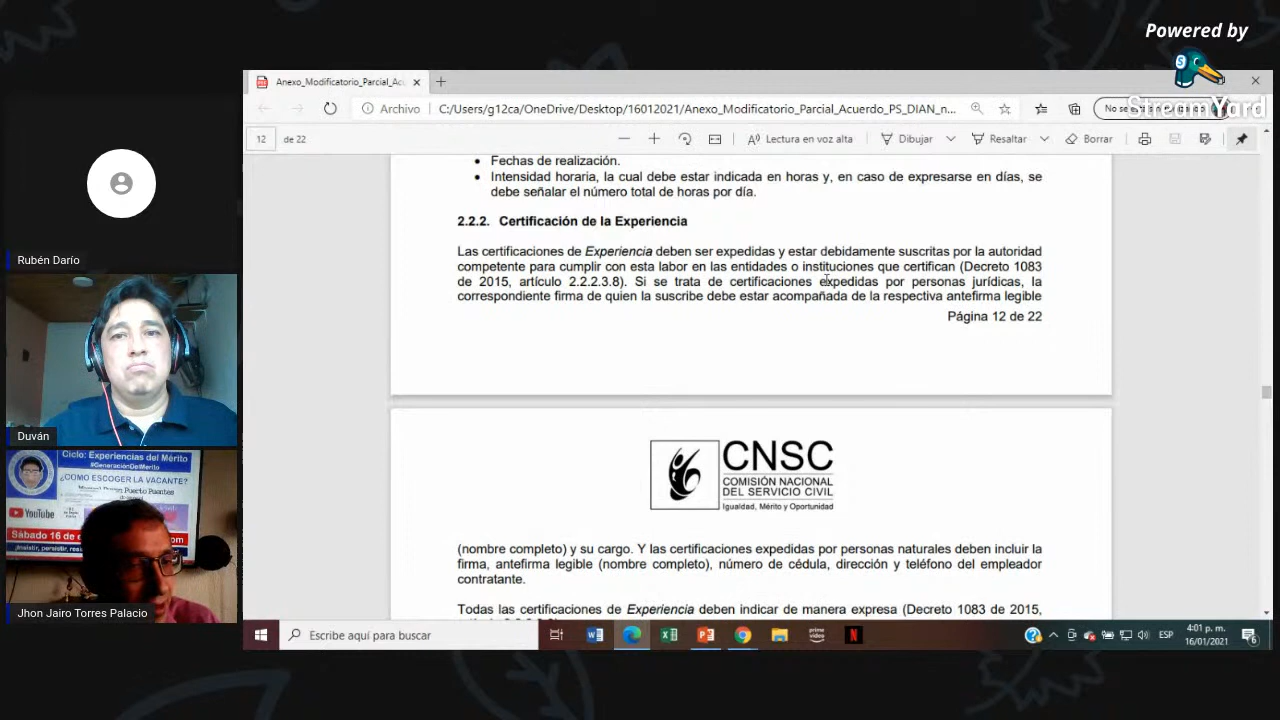 Powered by
StreamYard
Anexo_Modificatorio_Parcial_Ac
Archivo
C:/Users/g12ca/OneDrive/Desktop/16012021/Anexo_Modificatorio_Parcial_Acuerdo_PS_DIAN_n...
12
de 22
Lectura en voz alta
Dibujar
Resaltar
Borrar
Fechas de realización.
Intensidad horaria, la cual debe estar indicada en horas y, en caso de expresarse en días, se
debe señalar el número total de horas por día.
2.2.2. Certificación de la Experiencia
Las certificaciones de Experiencia deben ser expedidas y estar debidamente suscritas por la autoridad
competente para cumplir con esta labor en las entidades o instituciones que certifican (Decreto 1083
de 2015, artículo 2.2.2.3.8). Si se trata de certificaciones expedidas por personas jurídicas, la
correspondiente firma de quien la suscribe debe estar acompañada de la respectiva antefirma legible
Página 12 de 22
CNSC
COMISIÓN NACIONAL
DEL SERVICIO CIVIL
Igualdad, Mérito y Oportunidad
(nombre completo) y su cargo. Y las certificaciones expedidas por personas naturales deben incluir la
firma, antefirma legible (nombre completo), número de cédula, dirección y teléfono del empleador
contratante.
Todas las certificaciones de Experiencia deben indicar de manera expresa (Decreto 1083 de 2015,
Rubén Darío
Duván
Ciclo: Experiencias del Mérito
#GeneraciónDelMérito
¿COMO ESCOGER LA VACANTE?
YouTube
Sábado 16 de
Jhon Jairo Torres Palacio
Escribe aquí para buscar
prime
video
N
ESP
4:01 p. m.
16/01/2021
6